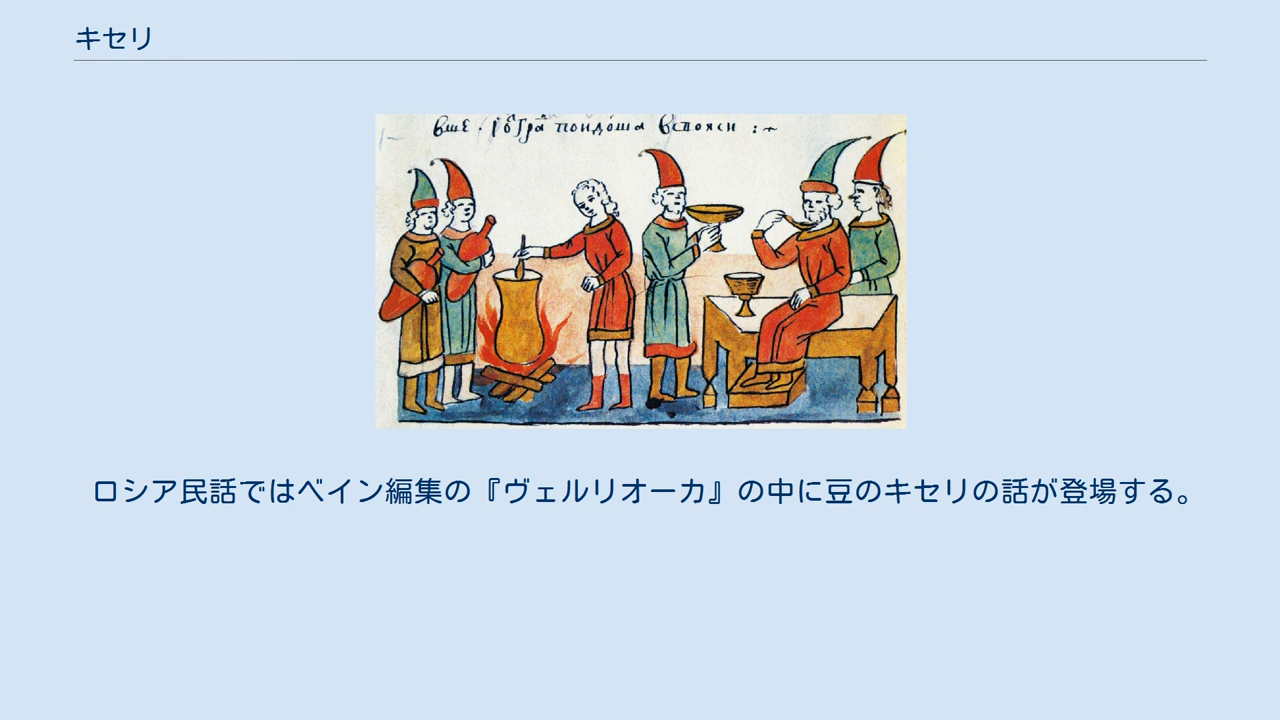 キセリ
поидоша
ロシア民話ではベイン編集の『ヴェルリオーカ』の中に豆のキセリの話が登場する。